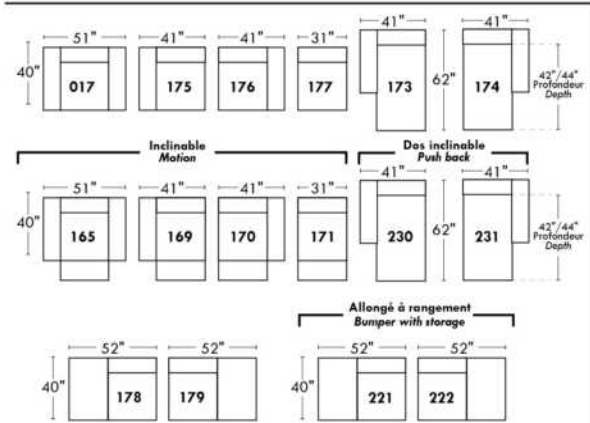 51" 41" 41" 31" 41" 41"
40" 017 175 176 177 173 62" 174 42"/44"
Profondeur
Depth
Inclinable
Motion
Dos inclinable
Push back
51" 41" 41" 31" 41" 41"
40" 165 169 170 171 230 62" 231 42"/44"
Profondeur
Depth
Allongé à rangement
Bumper with storage
52" 52" 52" 52"
40" 178 179 40" 221 222